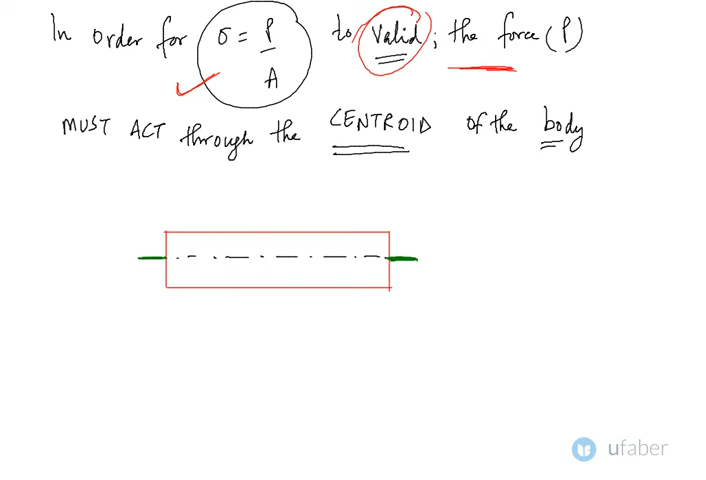 In order for σ = P/A to valid; the force (P)
MUST ACT through the CENTROID of the body
ufaber